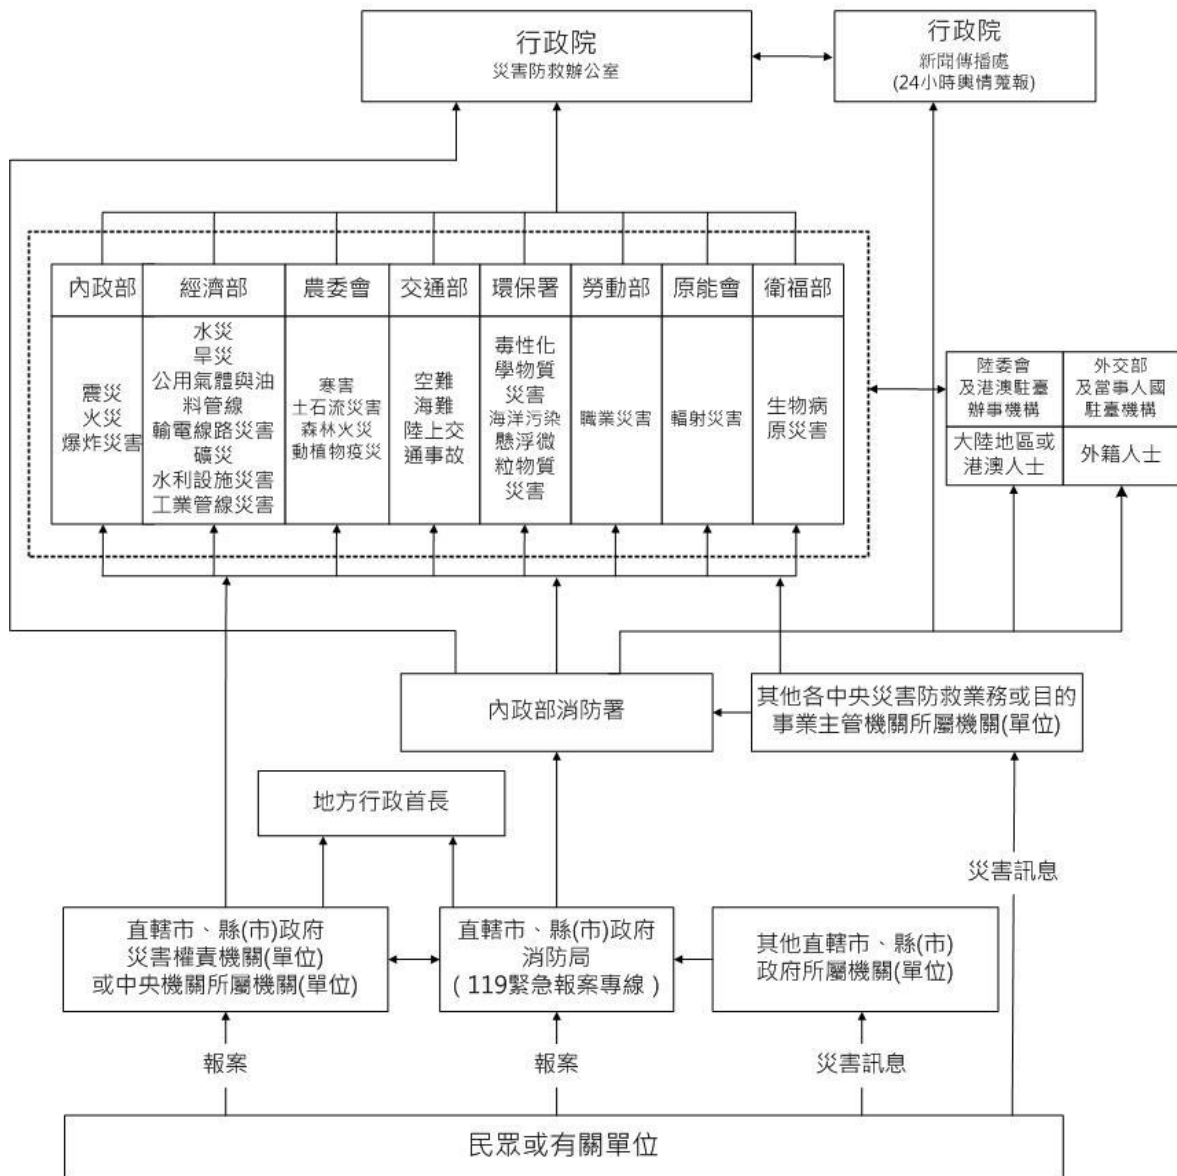 行政院
災害防救辦公室
行政院
新聞傳播處
(24小時輿情蒐報)
內政部
震災
火災
爆炸災害
經濟部
水災
旱災
公用氣體與油
料管線
輸電線路災害
礦災
水利設施災害
工業管線災害
農委會
寒害
土石流災害
森林火災
動植物疫災
交通部
空難
海難
陸上交
通事故
環保署
毒性化
學物質
災害
海洋污染
懸浮微
粒物質
災害
勞動部
職業災害
原能會
輻射災害
衛福部
生物病
原災害
陸委會
及港澳駐臺
辦事機構
大陸地區或
港澳人士
外交部
及當事人國
駐臺機構
外籍人士
內政部消防署
其他各中央災害防救業務或目的
事業主管機關所屬機關(單位)
地方行政首長
災害訊息
直轄市、縣(市)政府
災害權責機關(單位)
或中央機關所屬機關(單位)
直轄市、縣(市)政府
消防局
(119緊急報案專線)
其他直轄市、縣(市)
政府所屬機關(單位)
報案
報案
災害訊息
民眾或有關單位